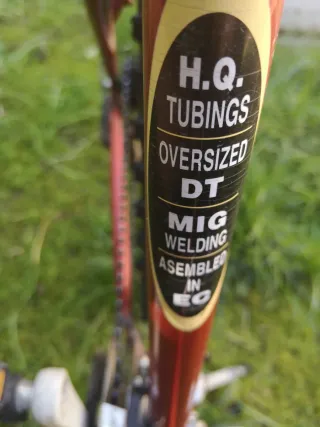 H.Q.
TUBINGS
OVERSIZED
DT
MIG
WELDING
ASEMBLED
IN
EC